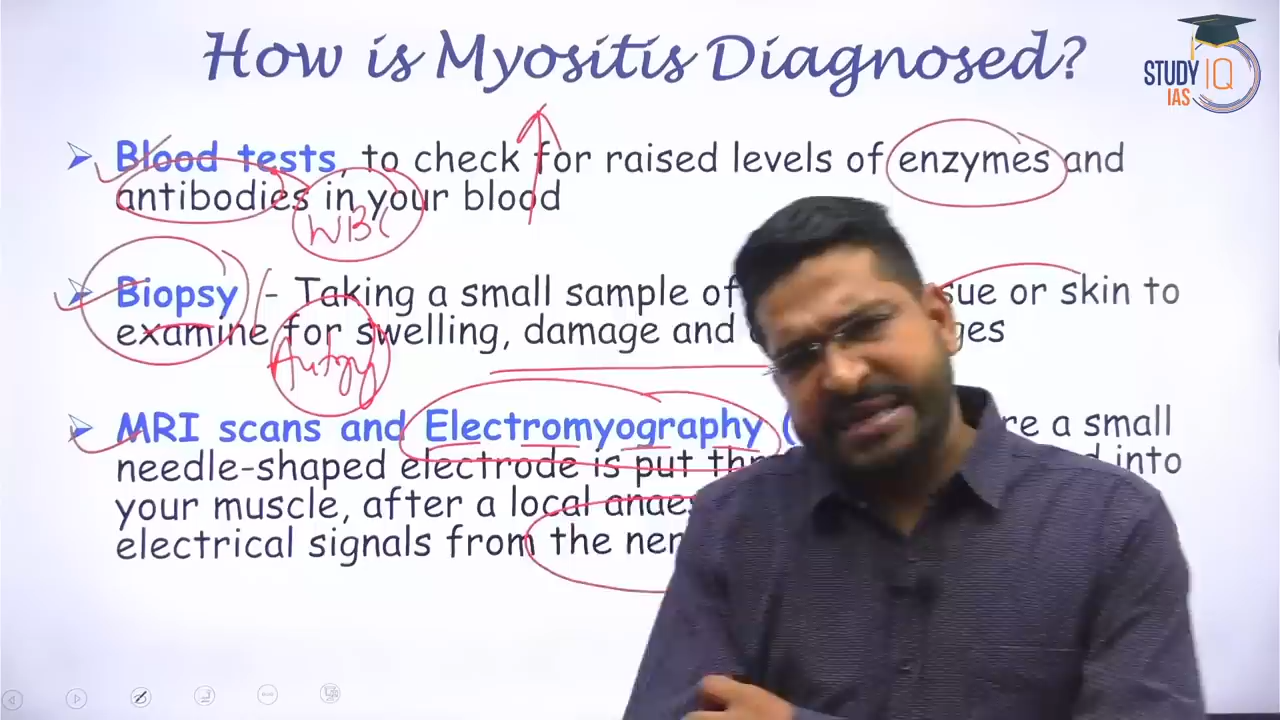 How is Myositis Diagnosed?
STUDY IQ
IAS
Blood tests, to check for raised levels of enzymes and
antibodies in your blood
WBC
Biopsy - Taking a small sample of sue or skin to
examine for swelling, damage and ges
MRI scans and Electromyography ( re a small
needle-shaped electrode is put thr d into
your muscle, after a local anaes
electrical signals from the ner